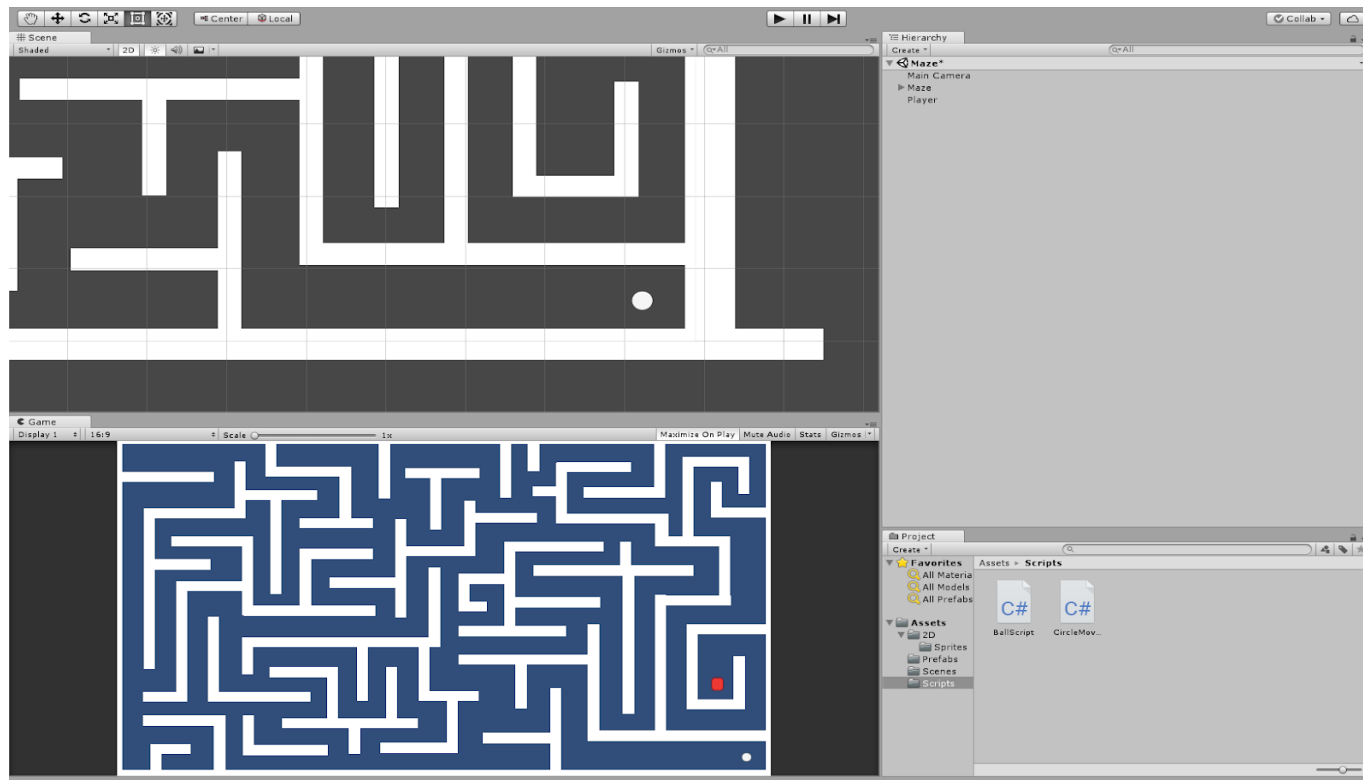 Center Local Collab
Scene
Shaded 2D Gizmos All
Game
Display 1 16:9 Scale 1x Maximize On Play Mute Audio Stats Gizmos
Hierarchy
Create All
Maze*
Main Camera
Maze
Player
Project
Create
Favorites
All Materia
All Models
All Prefabs
Assets
2D
Sprites
Prefabs
Scenes
Scripts
Assets ▸ Scripts
C# C#
BallScript CircleMov...